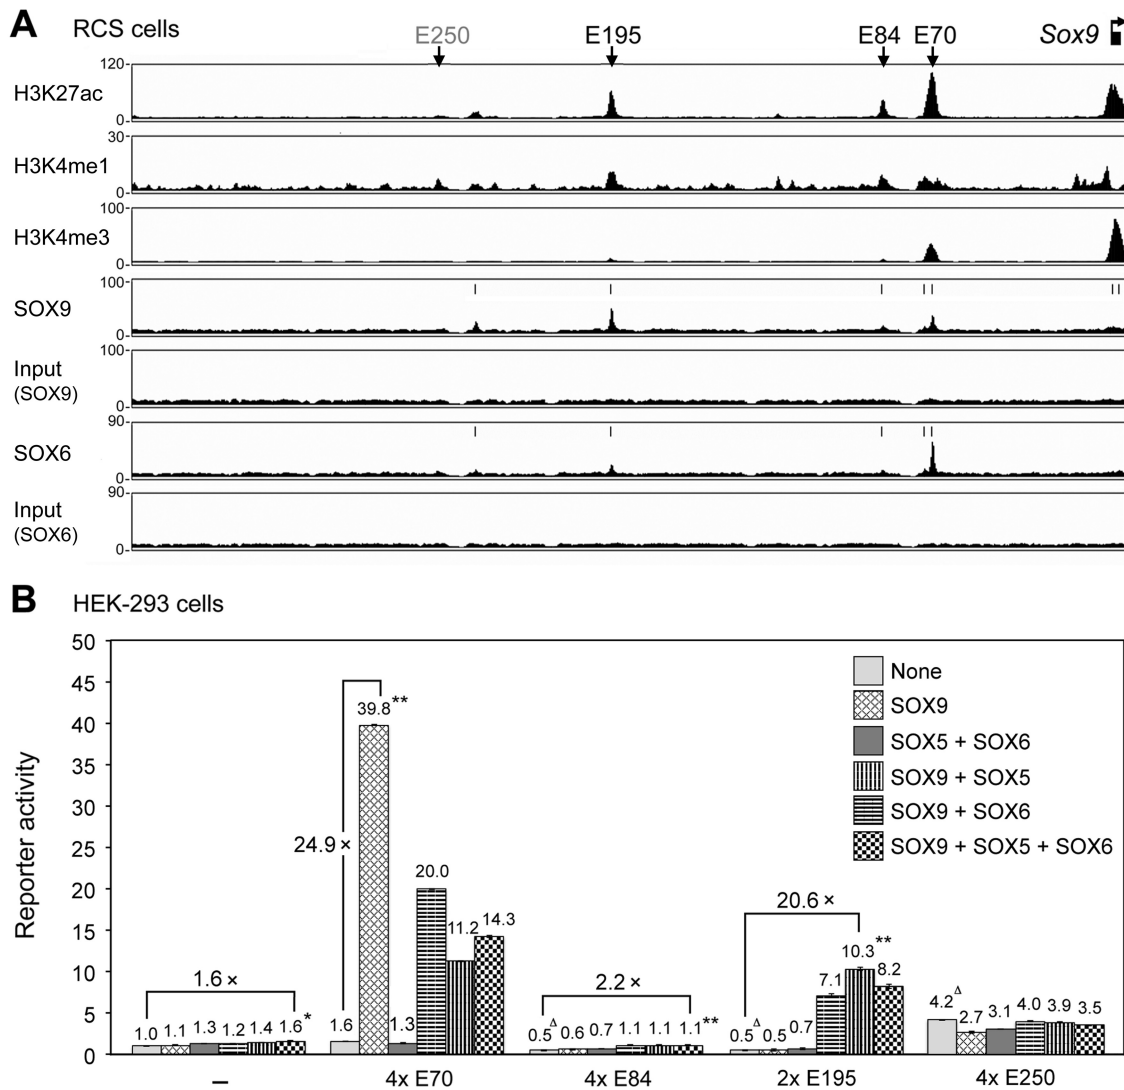 A RCS cells
E250 E195 E84 E70 Sox9
H3K27ac 120 0
H3K4me1 30 0
H3K4me3 100 0
SOX9 100 0
Input (SOX9) 100 0
SOX6 90 0
Input (SOX6) 90 0
B HEK-293 cells
Reporter activity
50
45
40
35
30
25
20
15
10
5
0
None
SOX9
SOX5 + SOX6
SOX9 + SOX5
SOX9 + SOX6
SOX9 + SOX5 + SOX6
1.6 ×
1.0 1.1 1.3 1.2 1.4 1.6 *
24.9 ×
1.6 39.8 ** 1.3 20.0 11.2 14.3
2.2 ×
0.5 Δ 0.6 0.7 1.1 1.1 1.1 **
20.6 ×
0.5 Δ 0.5 0.7 7.1 10.3 ** 8.2
4.2 Δ 2.7 3.1 4.0 3.9 3.5
– 4x E70 4x E84 2x E195 4x E250